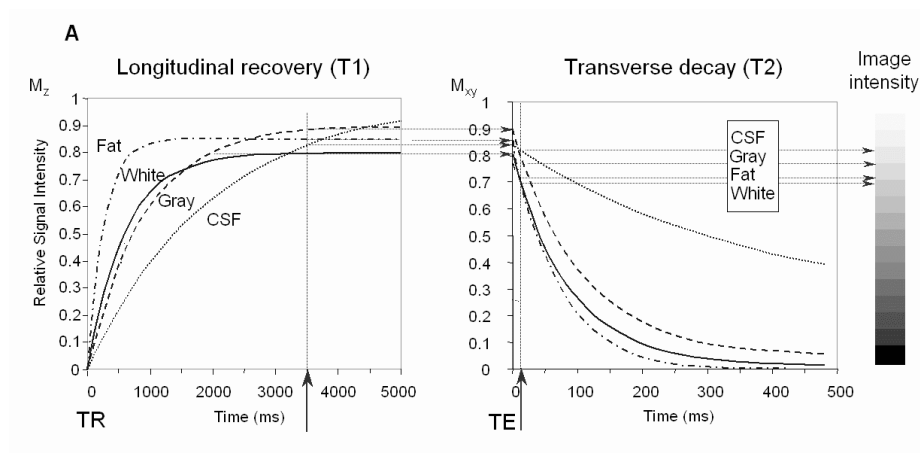 A
Longitudinal recovery (T1)
Transverse decay (T2)
Image
intensity
Mz
Mxy
1
0.9
0.8
0.7
0.6
0.5
0.4
0.3
0.2
0.1
0
Relative Signal Intensity
Fat
White
Gray
CSF
0
1000
2000
3000
4000
5000
TR
Time (ms)
1
0.9
0.8
0.7
0.6
0.5
0.4
0.3
0.2
0.1
0
CSF
Gray
Fat
White
0
100
200
300
400
500
TE
Time (ms)